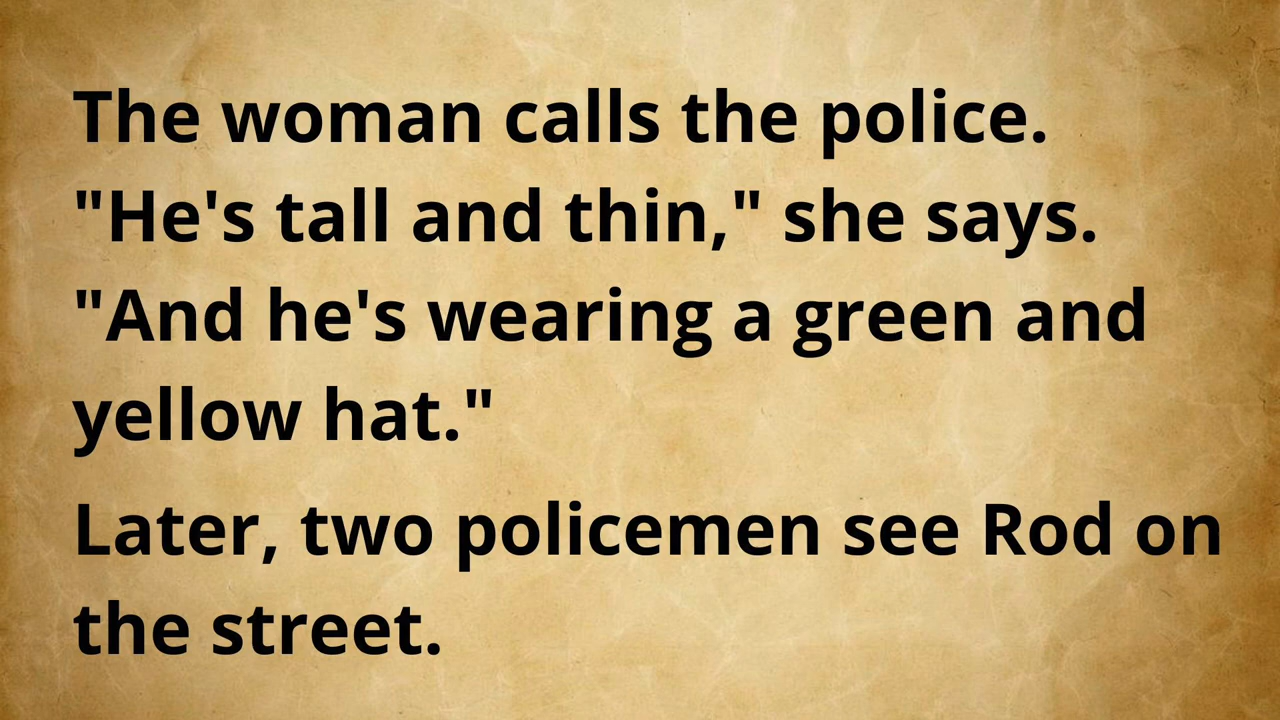 The woman calls the police.
"He's tall and thin," she says.
"And he's wearing a green and
yellow hat."
Later, two policemen see Rod on
the street.